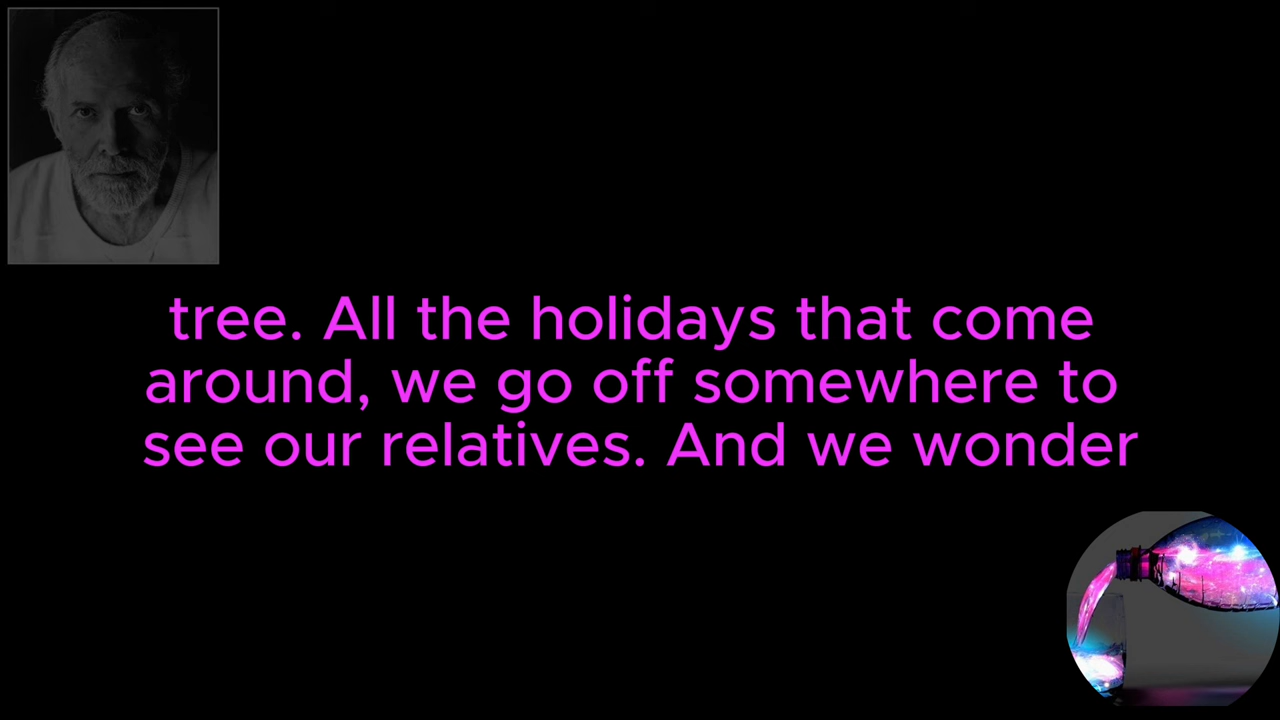 tree. All the holidays that come
around, we go off somewhere to
see our relatives. And we wonder